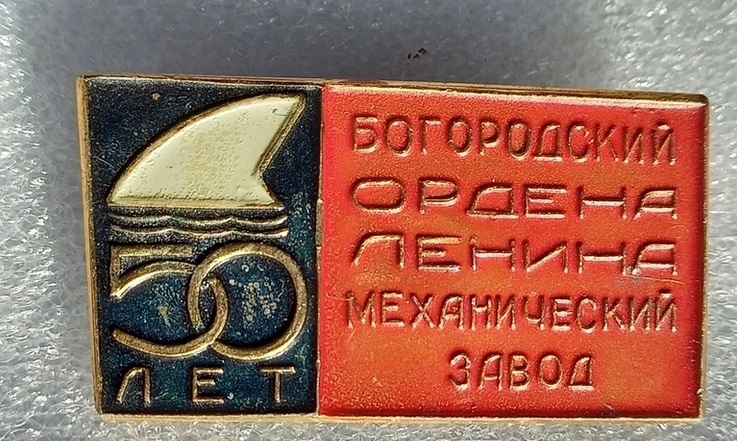 50
ЛЕТ
БОГОРОДСКИЙ
ОРДЕНА
ЛЕНИНА
МЕХАНИЧЕСКИЙ
ЗАВОД